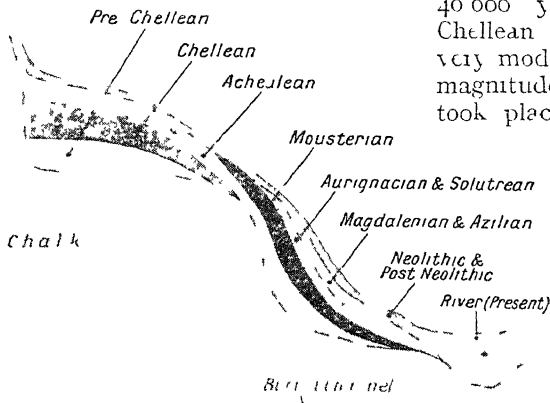 40 000
Chellean
very mod
magnitude
took plac
Pre Chellean
Chellean
Acheulean
Mousterian
Aurignacian & Solutrean
Magdalenian & Azilian
Neolithic &
Post Neolithic
River (Present)
Chalk